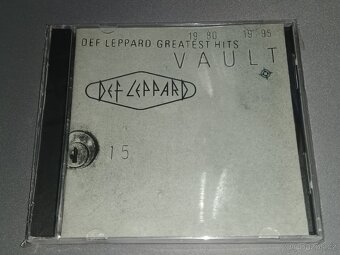 19 80 19 95
DEF LEPPARD GREATEST HITS
VAULT
DEF LEPPARD
15